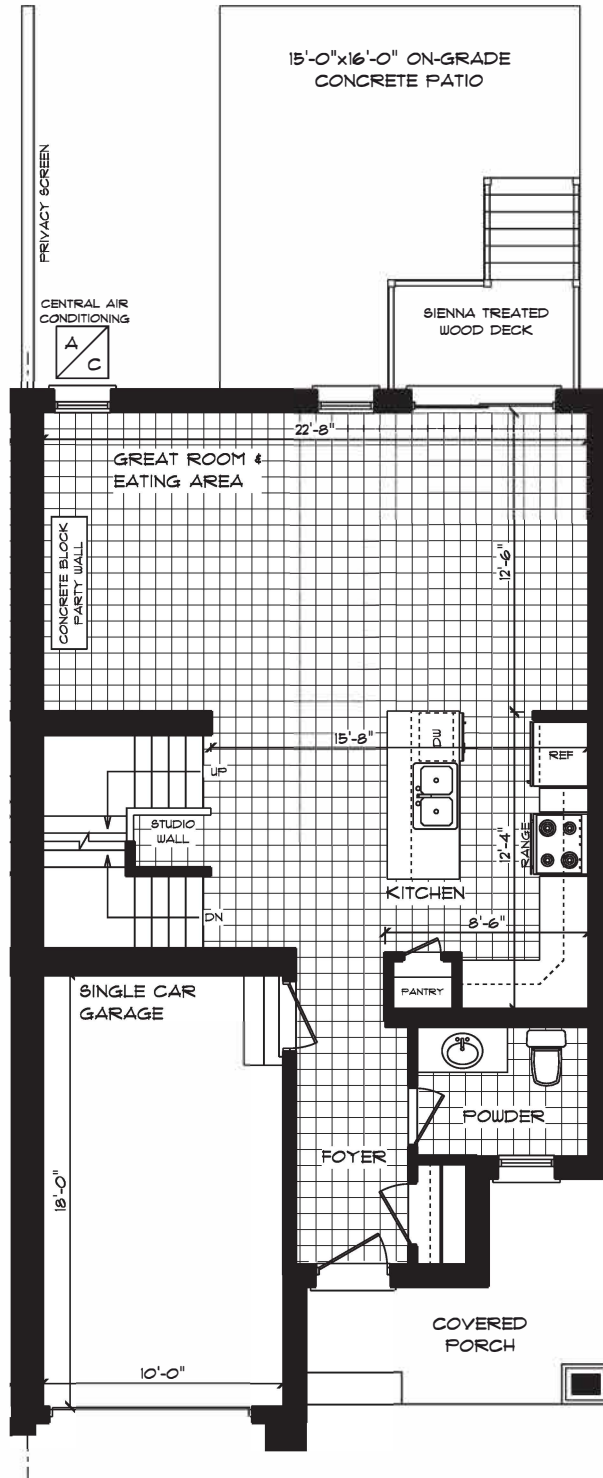 15'-0"x16'-0" ON-GRADE
CONCRETE PATIO
PRIVACY SCREEN
CENTRAL AIR
CONDITIONING
A
C
SIENNA TREATED
WOOD DECK
22'-8"
GREAT ROOM &
EATING AREA
CONCRETE BLOCK
PARTY WALL
12'-6"
15'-8"
DW
REF
UP
STUDIO
WALL
RANGE
12'-4"
KITCHEN
DN
8'-6"
PANTRY
SINGLE CAR
GARAGE
POWDER
FOYER
18'-0"
COVERED
PORCH
10'-0"